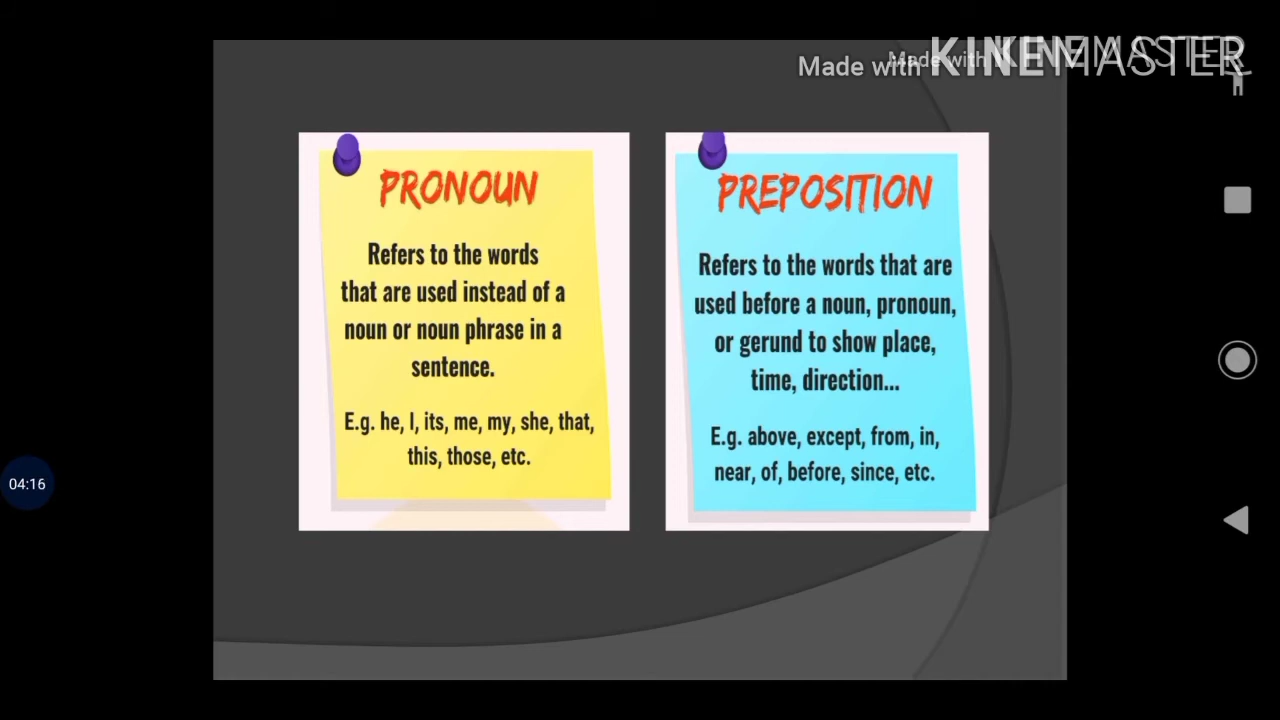 Made with KINEMASTER
Made with KINEMASTER
PRONOUN
Refers to the words
that are used instead of a
noun or noun phrase in a
sentence.
E.g. he, I, its, me, my, she, that,
this, those, etc.
PREPOSITION
Refers to the words that are
used before a noun, pronoun,
or gerund to show place,
time, direction...
E.g. above, except, from, in,
near, of, before, since, etc.
04:16